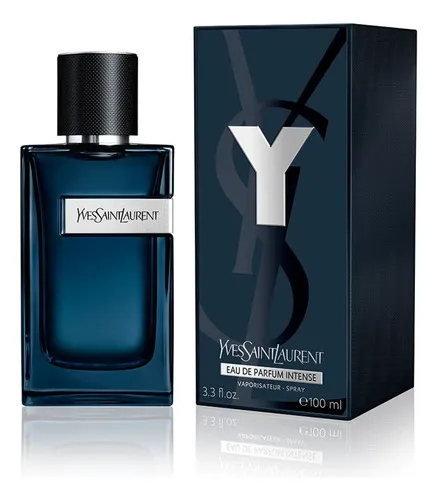 YVESSAINTLAURENT
Y
YVESSAINTLAURENT
EAU DE PARFUM INTENSE
VAPORISATEUR - SPRAY
3.3 fl.oz. ℮100 ml